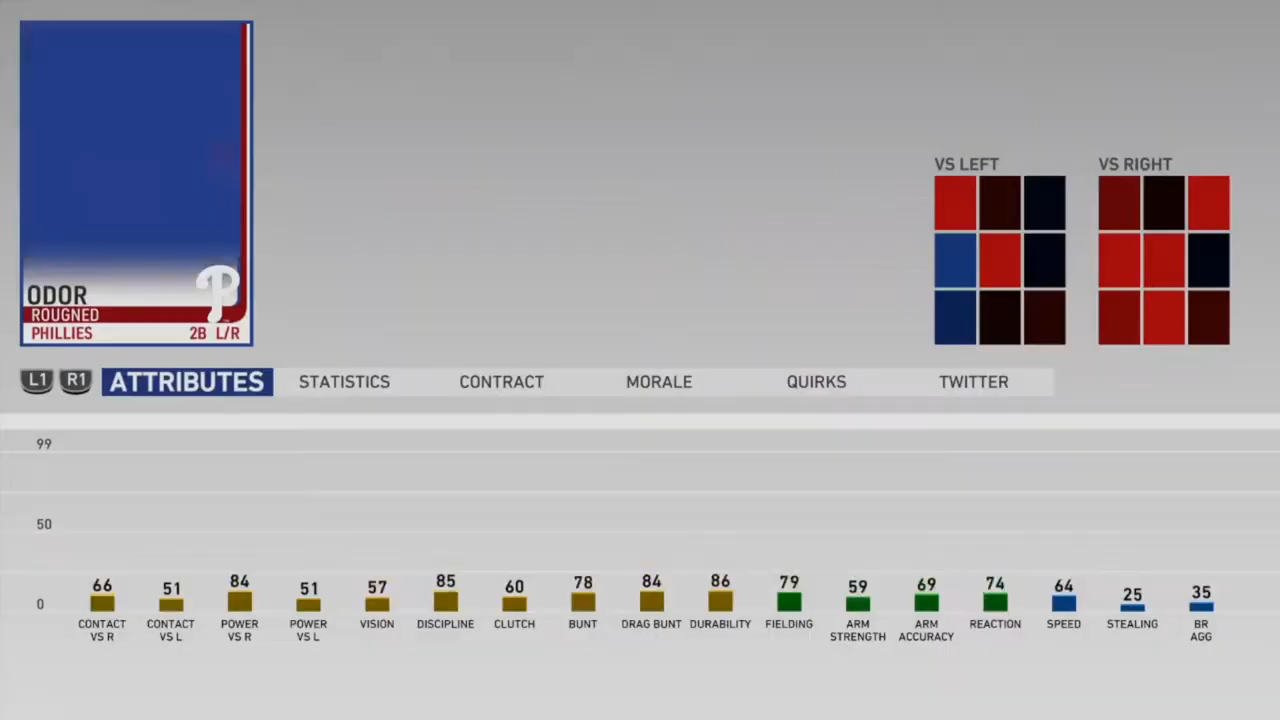 ODOR
ROUGNED
PHILLIES 2B L/R
VS LEFT VS RIGHT
L1 R1 ATTRIBUTES STATISTICS CONTRACT MORALE QUIRKS TWITTER
99
50
0
66 51 84 51 57 85 60 78 84 86 79 59 69 74 64 25 35
CONTACT VS R
CONTACT VS L
POWER VS R
POWER VS L
VISION
DISCIPLINE
CLUTCH
BUNT
DRAG BUNT
DURABILITY
FIELDING
ARM STRENGTH
ARM ACCURACY
REACTION
SPEED
STEALING
BR AGG